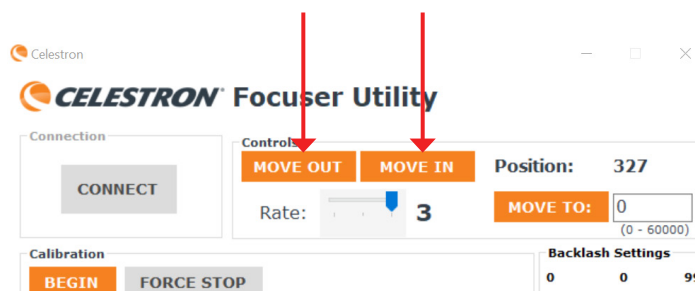 Celestron
CELESTRON Focuser Utility
Connection
CONNECT
Controls
MOVE OUT MOVE IN Position: 327
Rate: 3 MOVE TO: 0
(0 - 60000)
Calibration
BEGIN FORCE STOP
Backlash Settings
0 0